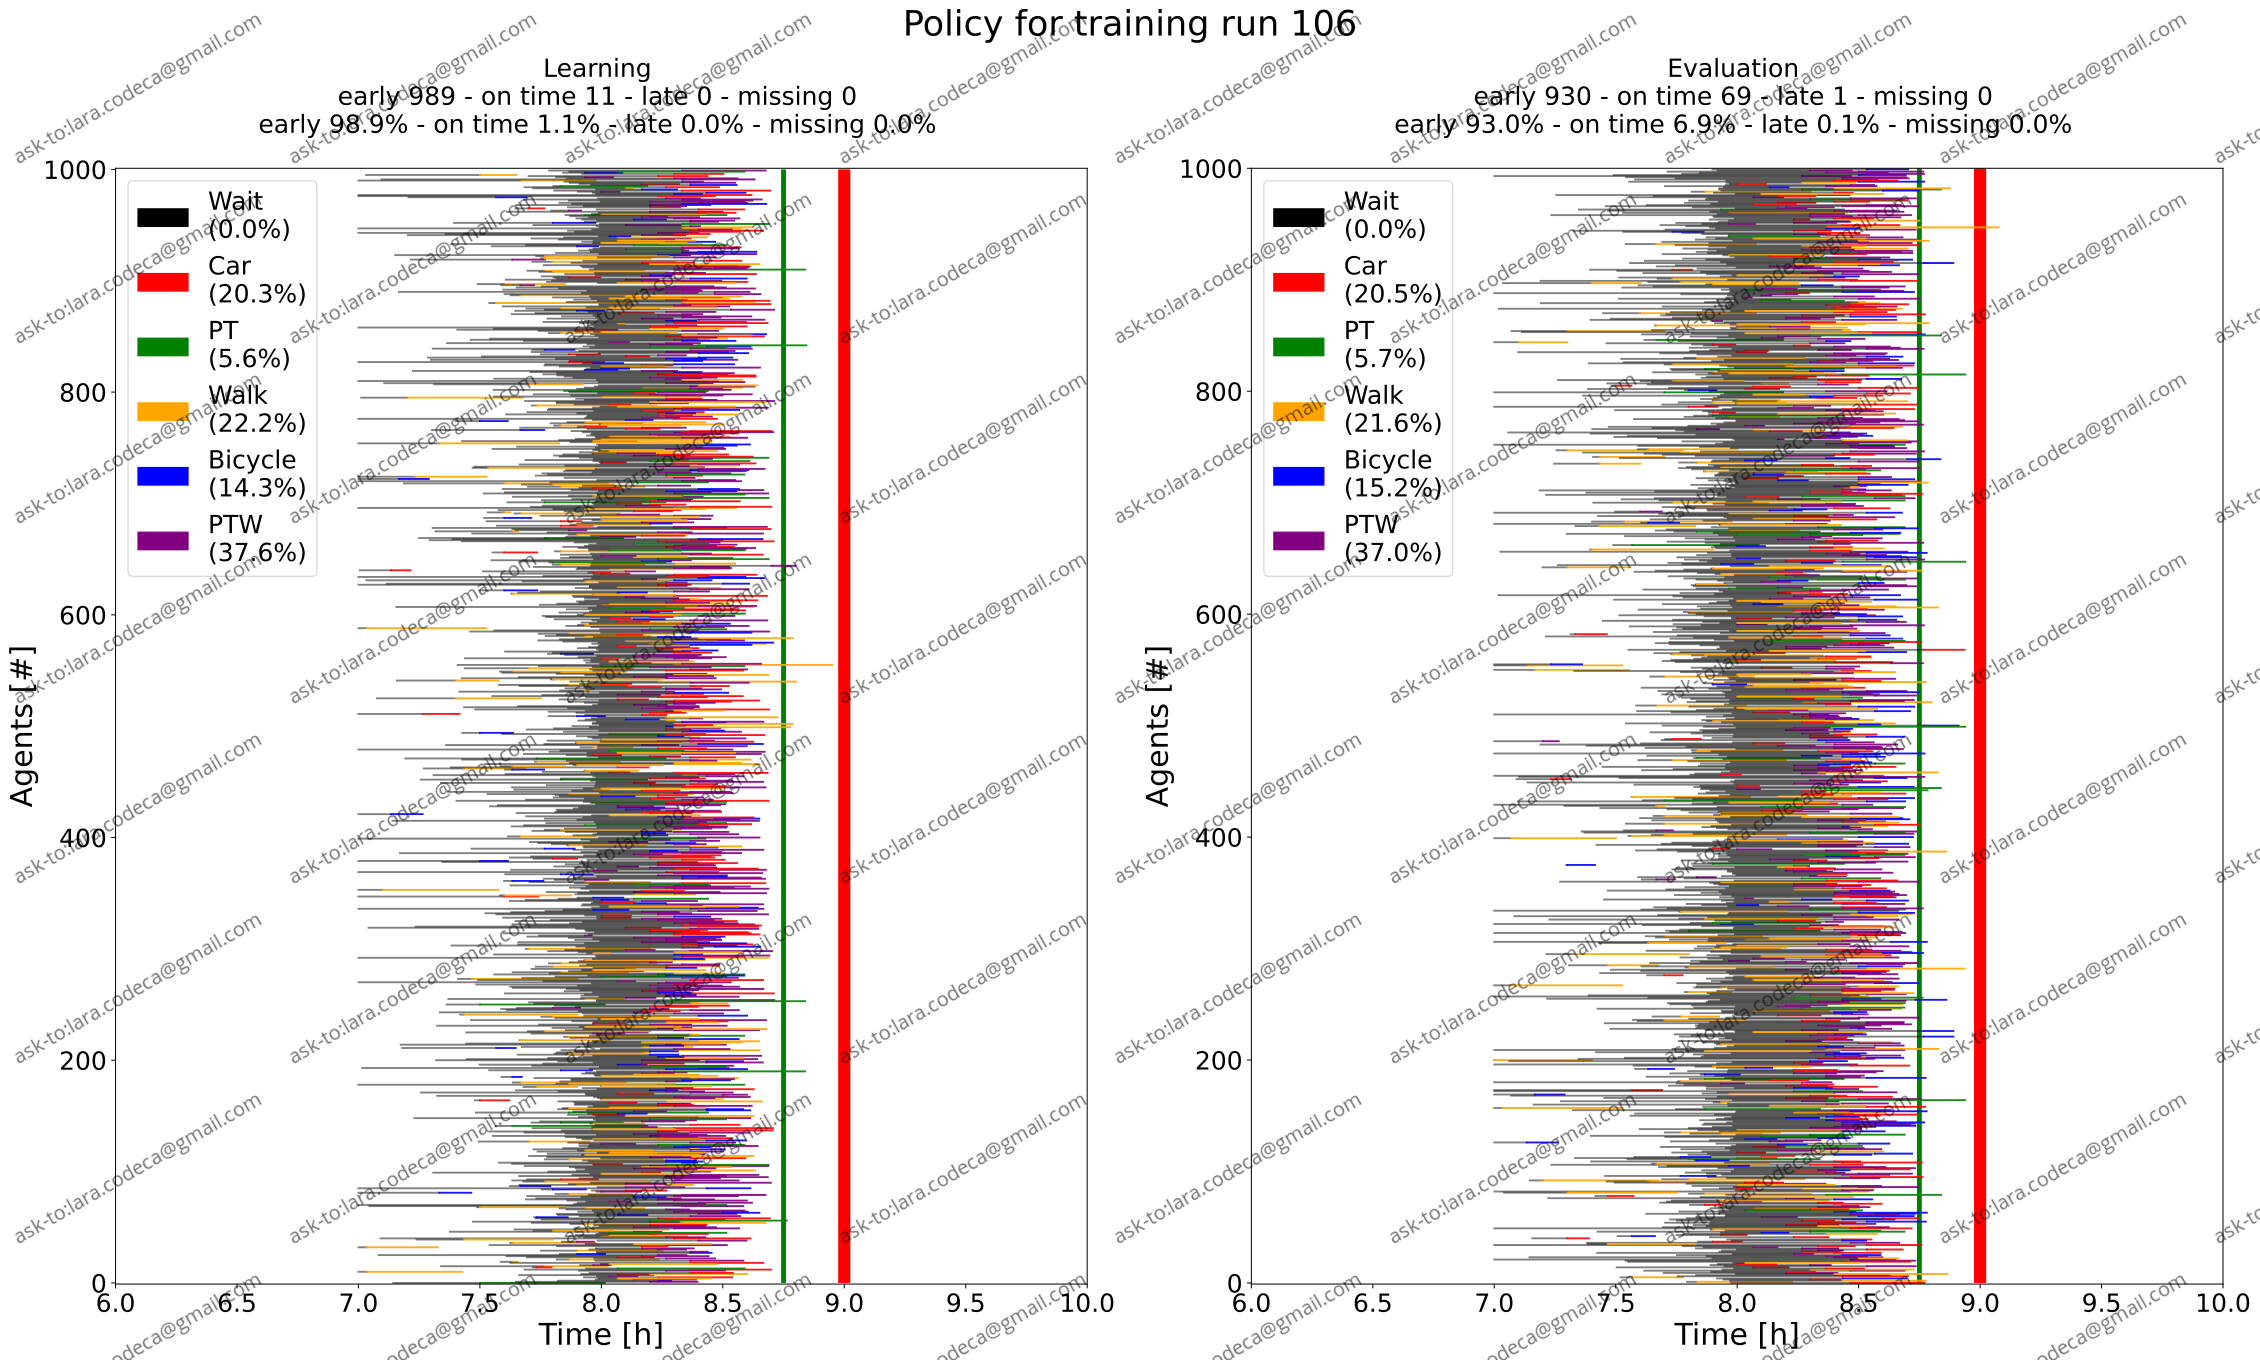 Policy for training run 106
Learning
early 989 - on time 11 - late 0 - missing 0
early 98.9% - on time 1.1% - late 0.0% - missing 0.0%
Wait
(0.0%)
Car
(20.3%)
PT
(5.6%)
Walk
(22.2%)
Bicycle
(14.3%)
PTW
(37.6%)
1000
800
600
400
200
0
Agents [#]
6.0 6.5 7.0 7.5 8.0 8.5 9.0 9.5 10.0
Time [h]
Evaluation
early 930 - on time 69 - late 1 - missing 0
early 93.0% - on time 6.9% - late 0.1% - missing 0.0%
Wait
(0.0%)
Car
(20.5%)
PT
(5.7%)
Walk
(21.6%)
Bicycle
(15.2%)
PTW
(37.0%)
1000
800
600
400
200
0
Agents [#]
6.0 6.5 7.0 7.5 8.0 8.5 9.0 9.5 10.0
Time [h]
ask-to:lara.codeca@gmail.com